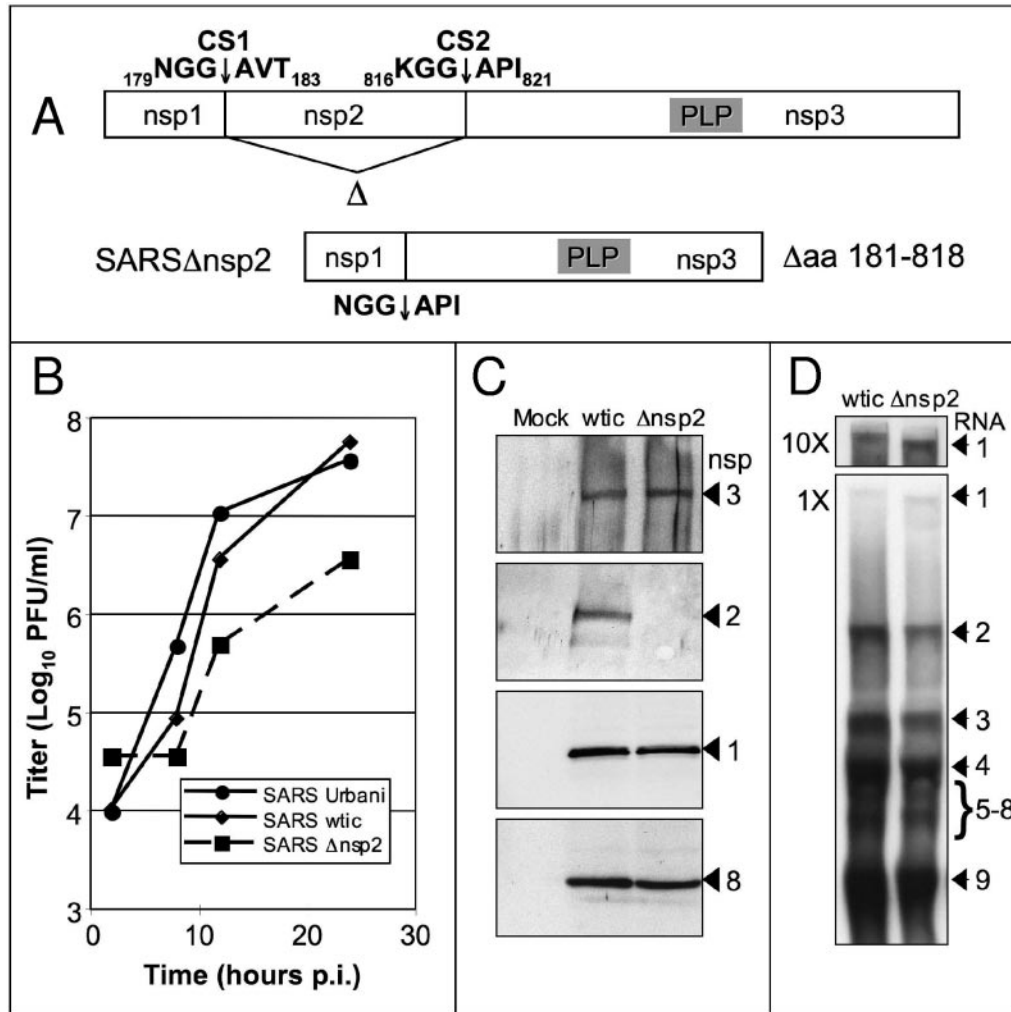 CS1 CS2
179NGG↓AVT183 816KGG↓API821
A nsp1 nsp2 PLP nsp3
Δ
SARSΔnsp2 nsp1 PLP nsp3 Δaa 181-818
NGG↓API
B
Titer (Log10 PFU/ml)
8
7
6
5
4
3
SARS Urbani
SARS wtic
SARS Δnsp2
0 10 20 30
Time (hours p.i.)
C
Mock wtic Δnsp2
nsp
3
2
1
8
D
wtic Δnsp2
RNA
10X 1
1X 1
2
3
4
5-8
9